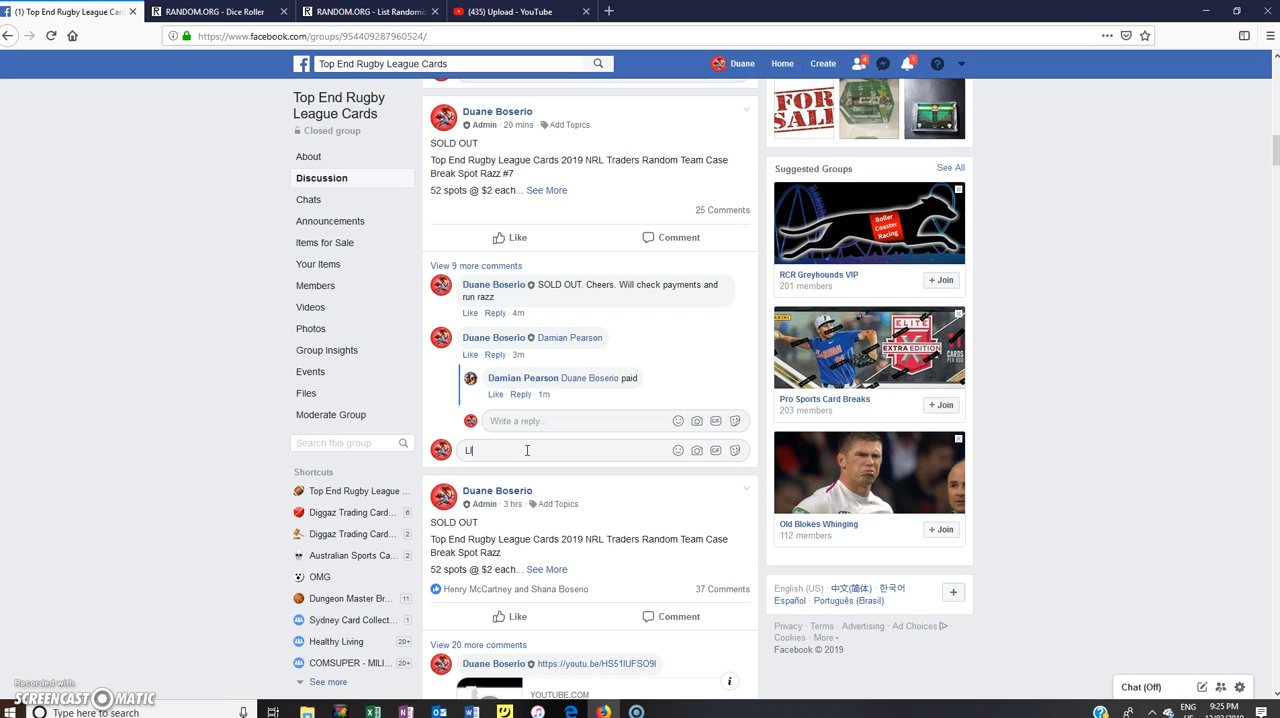 (1) Top End Rugby League Card
RANDOM.ORG - Dice Roller
RANDOM.ORG - List Randomiz
(435) Upload - YouTube
https://www.facebook.com/groups/954409287960524/
Top End Rugby League Cards
Duane
Home
Create
4
1
Top End Rugby
League Cards
Closed group
About
Discussion
Chats
Announcements
Items for Sale
Your Items
Members
Videos
Photos
Group Insights
Events
Files
Moderate Group
Search this group
Shortcuts
Top End Rugby League ...
Diggaz Trading Card... 6
Diggaz Trading Card... 2
Australian Sports Ca... 2
OMG
Dungeon Master Br... 11
Sydney Card Collect... 1
Healthy Living 20+
COMSUPER - MILI... 20+
See more
Duane Boserio
Admin · 20 mins · Add Topics
SOLD OUT
Top End Rugby League Cards 2019 NRL Traders Random Team Case
Break Spot Razz #7
52 spots @ $2 each... See More
25 Comments
Like
Comment
View 9 more comments
Duane Boserio SOLD OUT. Cheers. Will check payments and
run razz
Like · Reply · 4m
Duane Boserio Damian Pearson
Like · Reply · 3m
Damian Pearson Duane Boserio paid
Like · Reply · 1m
Write a reply...
LI
Duane Boserio
Admin · 3 hrs · Add Topics
SOLD OUT
Top End Rugby League Cards 2019 NRL Traders Random Team Case
Break Spot Razz
52 spots @ $2 each... See More
Henry McCartney and Shana Boserio
37 Comments
Like
Comment
View 20 more comments
Duane Boserio https://youtu.be/HS51IUFSO9I
YOUTUBE.COM
FOR
SALE
Suggested Groups
See All
Roller
Coaster
Racing
RCR Greyhounds VIP
201 members
+ Join
PANINI
ELITE
EXTRA EDITION
Pro Sports Card Breaks
203 members
+ Join
Old Blokes Whinging
112 members
+ Join
English (US) · 中文(简体) · 한국어 ·
Español · Português (Brasil)
Privacy · Terms · Advertising · Ad Choices ·
Cookies · More
Facebook © 2019
Chat (Off)
Recorded with
SCREENCAST-O-MATIC
Type here to search
ENG
US
9:25 PM